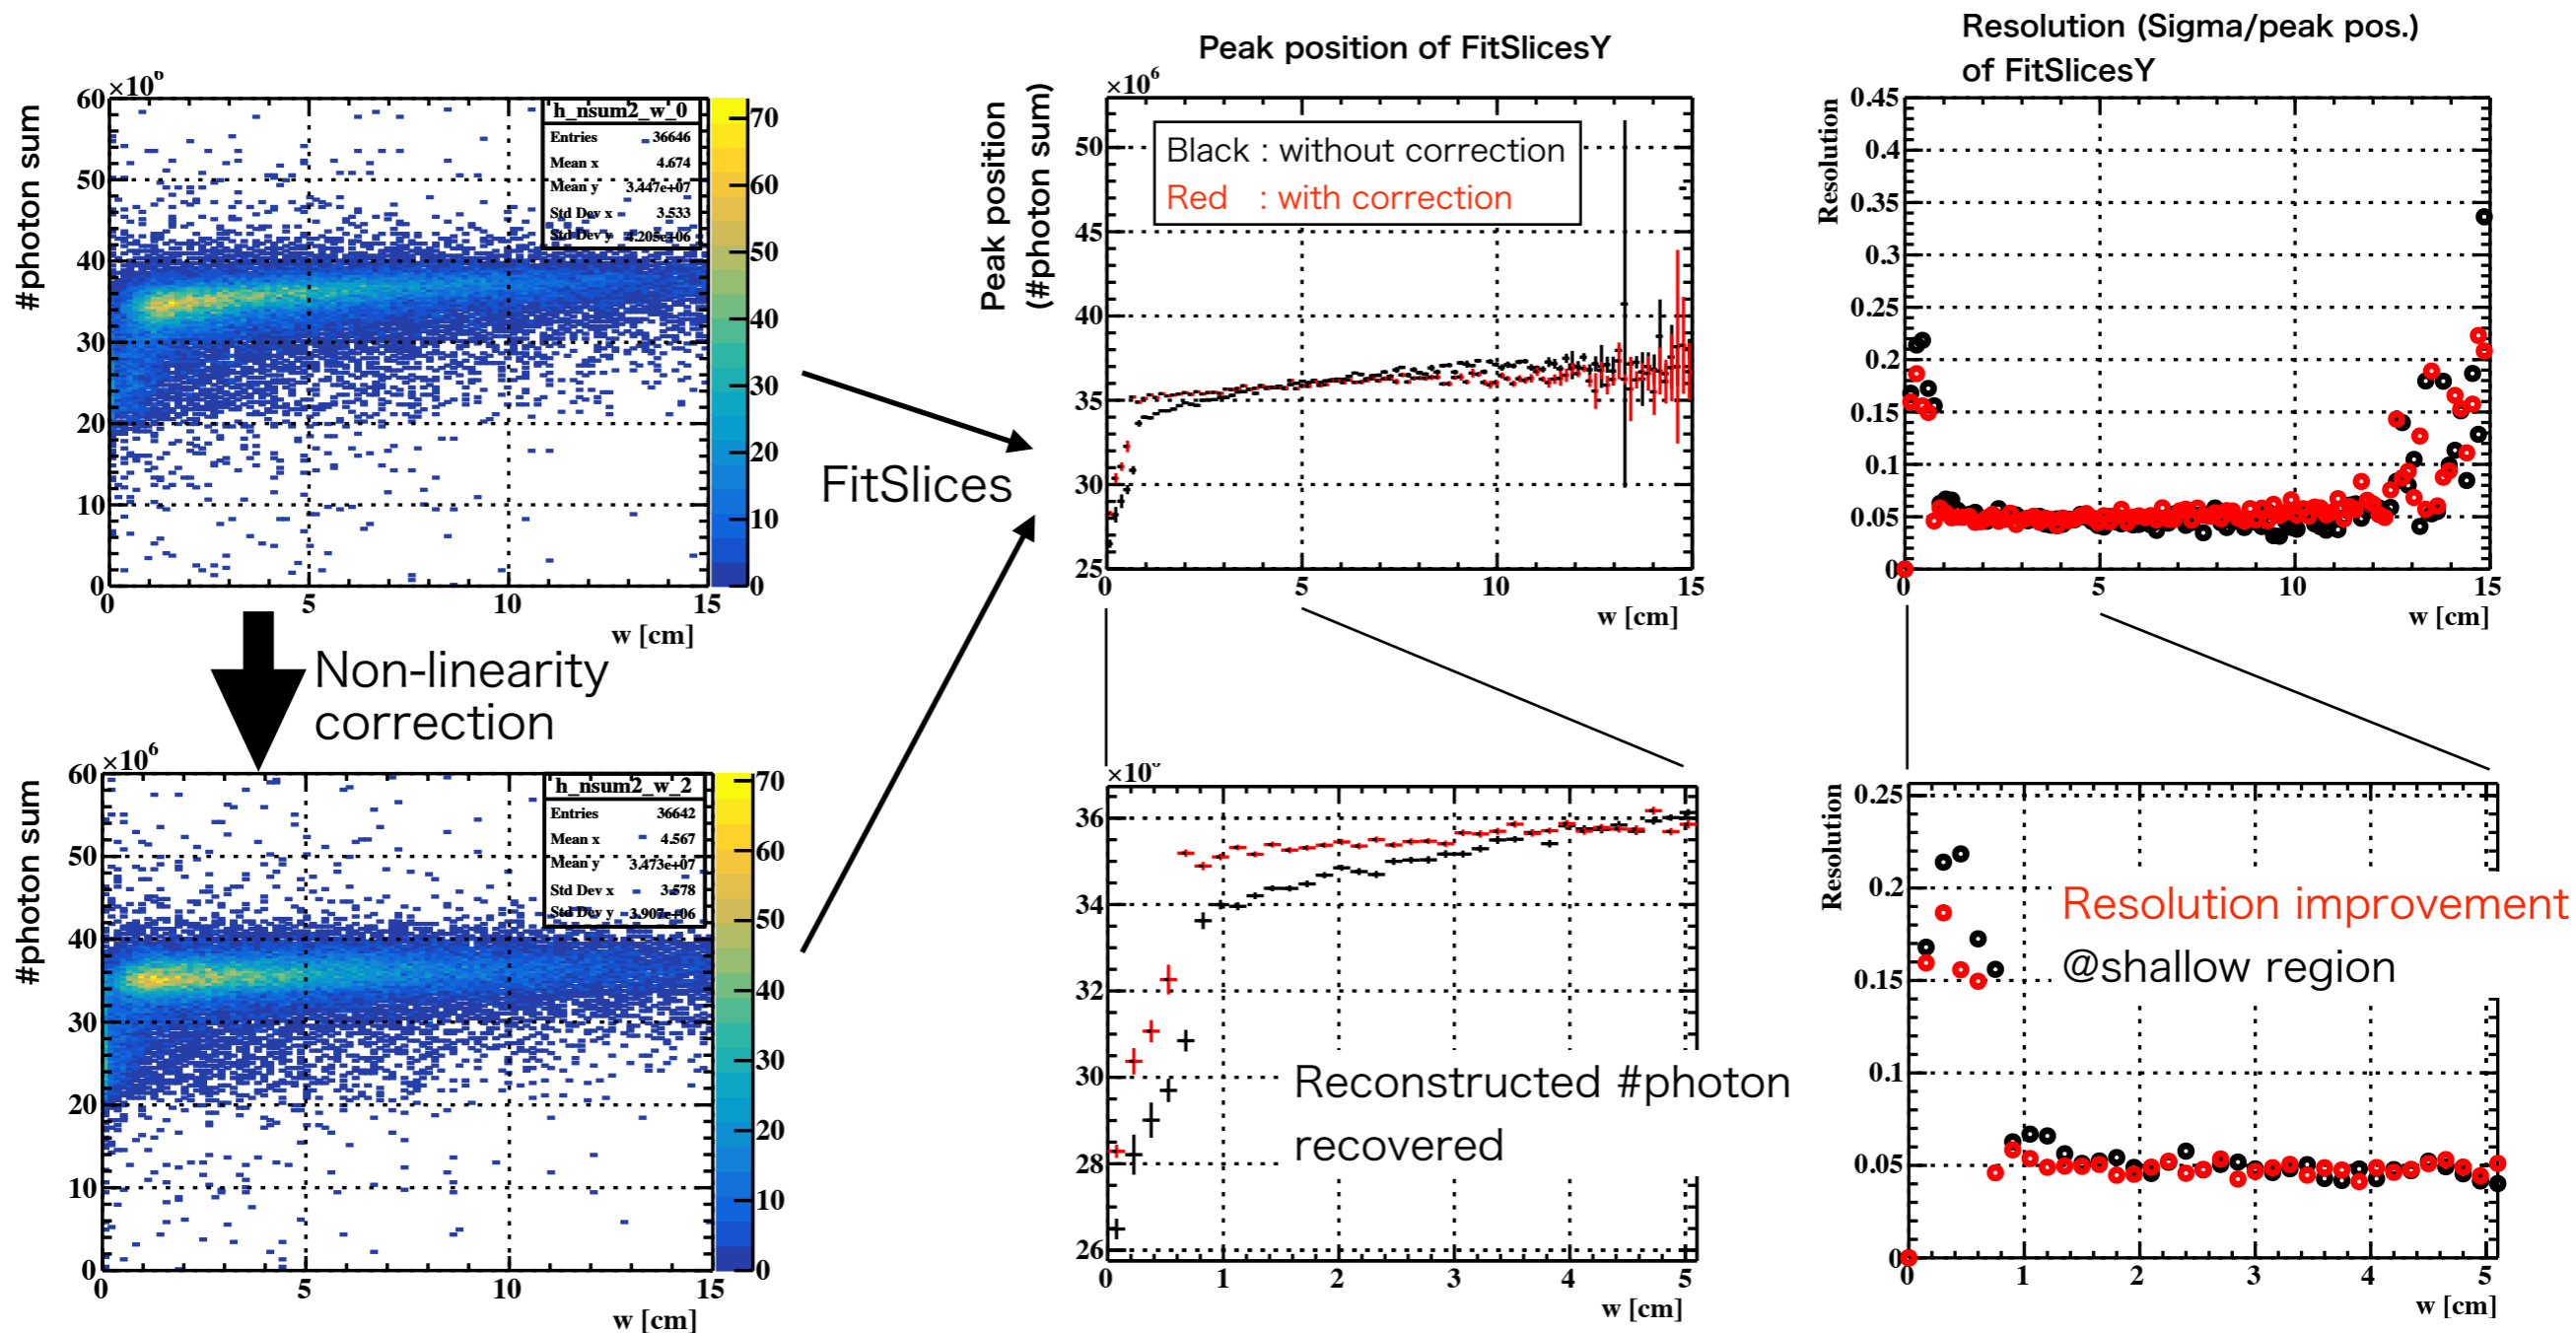 Peak position of FitSlicesY
Resolution (Sigma/peak pos.)
of FitSlicesY
×10⁶
#photon sum
60
50
40
30
20
10
0
0
5
10
15
w [cm]
h_nsum2_w_0
Entries 36646
Mean x 4.674
Mean y 3.447e+07
Std Dev x 3.533
Std Dev y 4.205e+06
70
60
50
40
30
20
10
0
FitSlices
×10⁶
Peak position
(#photon sum)
50
45
40
35
30
25
0
5
10
15
w [cm]
Black : without correction
Red : with correction
Resolution
0.45
0.4
0.35
0.3
0.25
0.2
0.15
0.1
0.05
0
0
5
10
15
w [cm]
Non-linearity
correction
×10⁶
#photon sum
60
50
40
30
20
10
0
0
5
10
15
w [cm]
h_nsum2_w_2
Entries 36642
Mean x 4.567
Mean y 3.473e+07
Std Dev x 3.578
Std Dev y 3.907e+06
70
60
50
40
30
20
10
0
36
34
32
30
28
26
0
1
2
3
4
5
w [cm]
Reconstructed #photon
recovered
Resolution
0.25
0.2
0.15
0.1
0.05
0
0
1
2
3
4
5
w [cm]
Resolution improvement
@shallow region